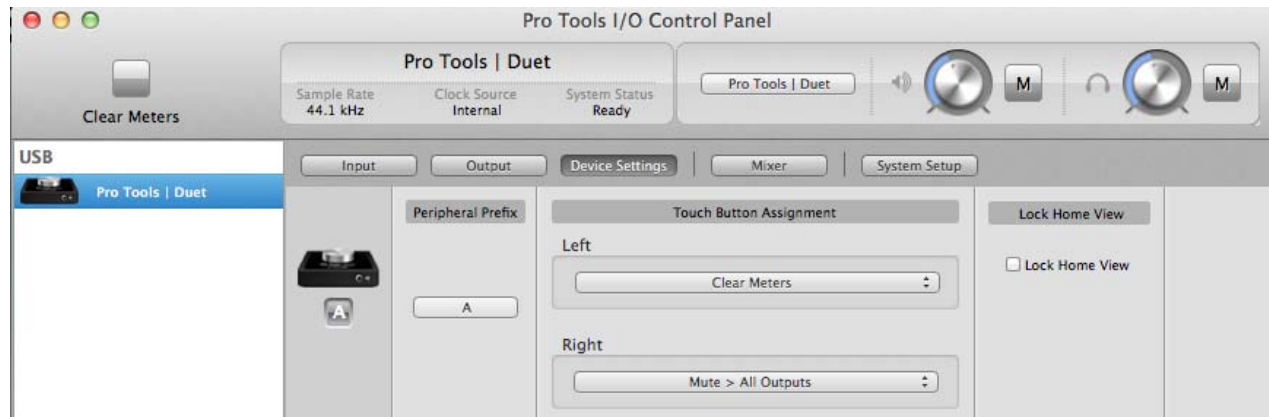 Pro Tools I/O Control Panel
Clear Meters
Pro Tools | Duet
Sample Rate
44.1 kHz
Clock Source
Internal
System Status
Ready
Pro Tools | Duet
M
M
USB
Pro Tools | Duet
Input
Output
Device Settings
Mixer
System Setup
A
Peripheral Prefix
A
Touch Button Assignment
Left
Clear Meters
Right
Mute > All Outputs
Lock Home View
Lock Home View